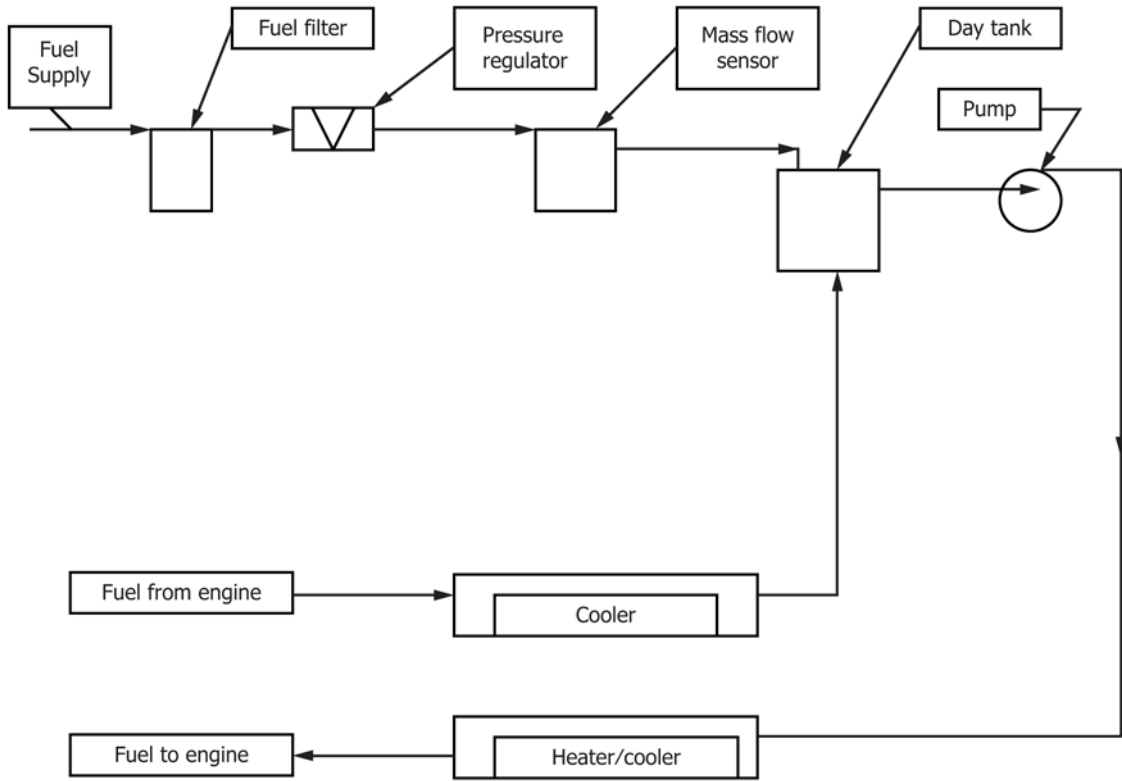 Fuel
Supply
Fuel filter
Pressure
regulator
Mass flow
sensor
Day tank
Pump
Fuel from engine
Cooler
Fuel to engine
Heater/cooler